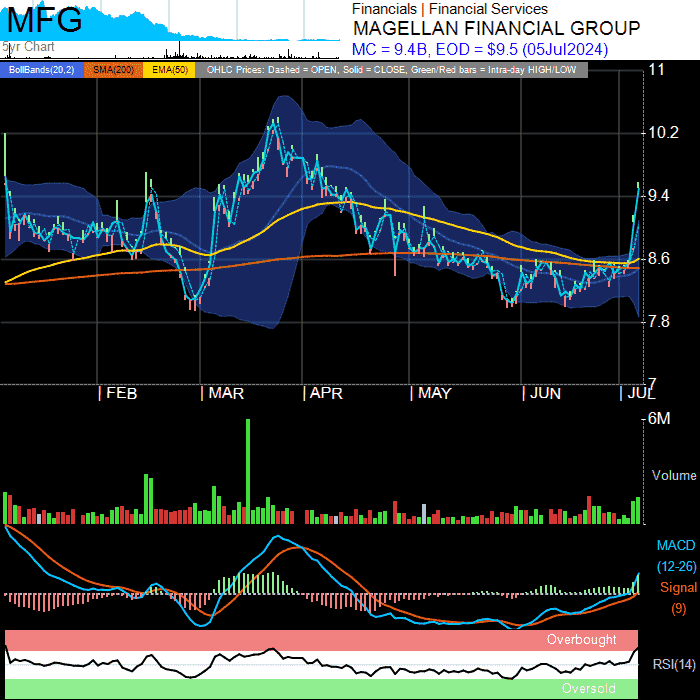 MFG
5yr Chart
Financials | Financial Services
MAGELLAN FINANCIAL GROUP
MC = 9.4B, EOD = $9.5 (05Jul2024)
BollBands(20,2) SMA(200) EMA(50) OHLC Prices: Dashed = OPEN, Solid = CLOSE, Green/Red bars = Intra-day HIGH/LOW
11
10.2
9.4
8.6
7.8
7
| FEB | MAR | APR | MAY | JUN | JUL
6M
Volume
MACD
(12-26)
Signal
(9)
Overbought
RSI(14)
Oversold